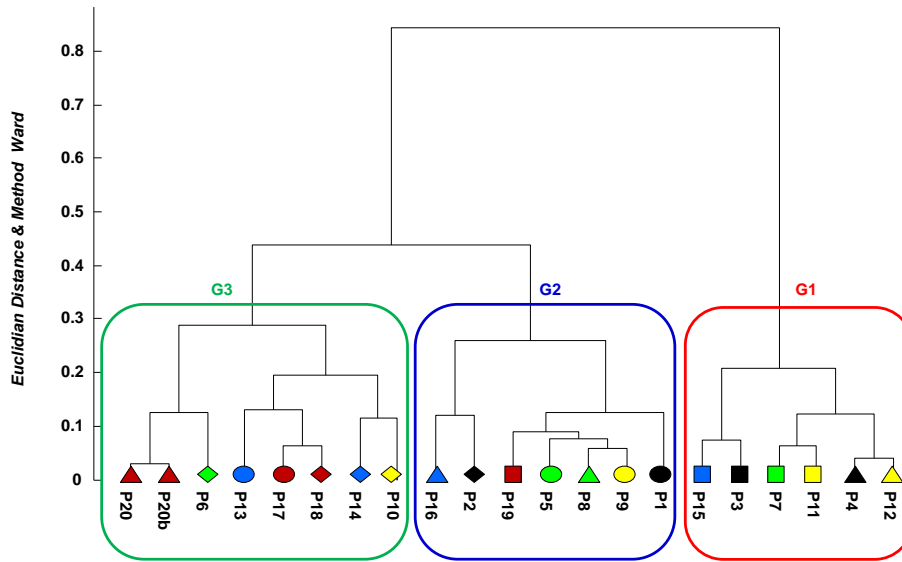 Euclidian Distance & Method Ward
0.8
0.7
0.6
0.5
0.4
0.3
0.2
0.1
0
G3
G2
G1
P20
P20b
P6
P13
P17
P18
P14
P10
P16
P2
P19
P5
P8
P9
P1
P15
P3
P7
P11
P4
P12